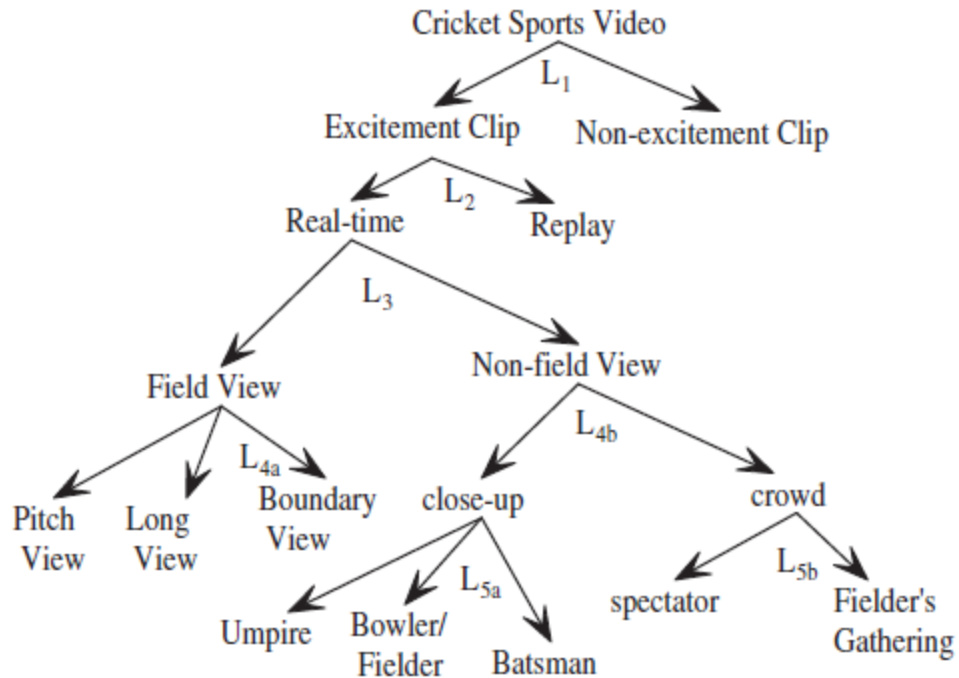 Cricket Sports Video
L1
Excitement Clip
Non-excitement Clip
L2
Real-time
Replay
L3
Field View
Non-field View
L4a
L4b
Pitch
View
Long
View
Boundary
View
close-up
crowd
L5a
L5b
Umpire
Bowler/
Fielder
Batsman
spectator
Fielder's
Gathering